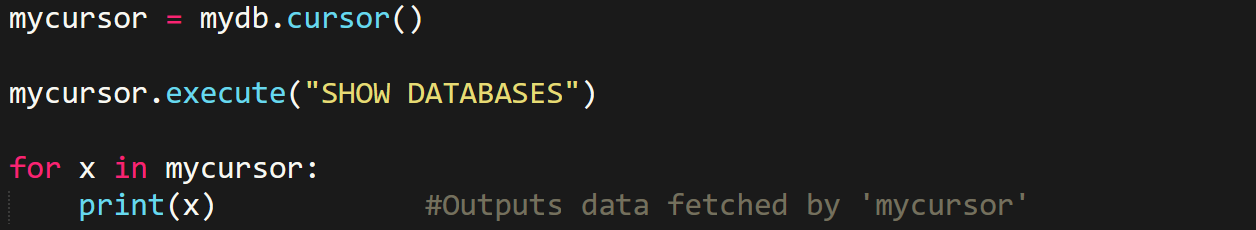 mycursor = mydb.cursor()
mycursor.execute("SHOW DATABASES")
for x in mycursor:
    print(x)            #Outputs data fetched by 'mycursor'